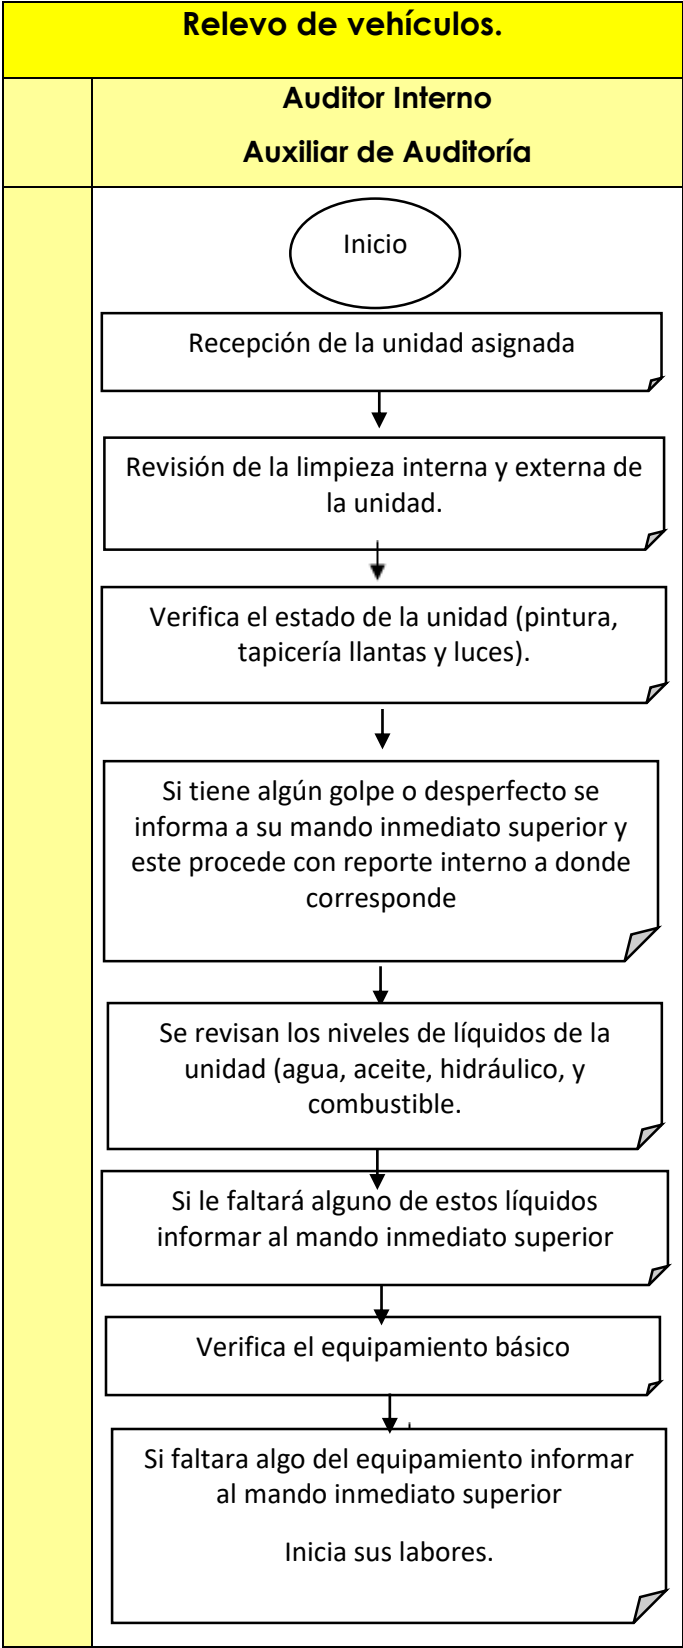 Relevo de vehículos.
Auditor Interno
Auxiliar de Auditoría
Inicio
Recepción de la unidad asignada
Revisión de la limpieza interna y externa de
la unidad.
Verifica el estado de la unidad (pintura,
tapicería llantas y luces).
Si tiene algún golpe o desperfecto se
informa a su mando inmediato superior y
este procede con reporte interno a donde
corresponde
Se revisan los niveles de líquidos de la
unidad (agua, aceite, hidráulico, y
combustible.
Si le faltará alguno de estos líquidos
informar al mando inmediato superior
Verifica el equipamiento básico
Si faltara algo del equipamiento informar
al mando inmediato superior
Inicia sus labores.